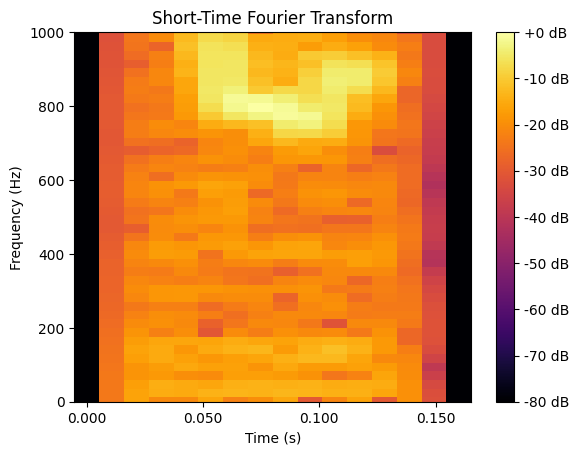 Short-Time Fourier Transform
1000
800
600
400
200
0
Frequency (Hz)
0.000
0.050
0.100
0.150
Time (s)
+0 dB
-10 dB
-20 dB
-30 dB
-40 dB
-50 dB
-60 dB
-70 dB
-80 dB